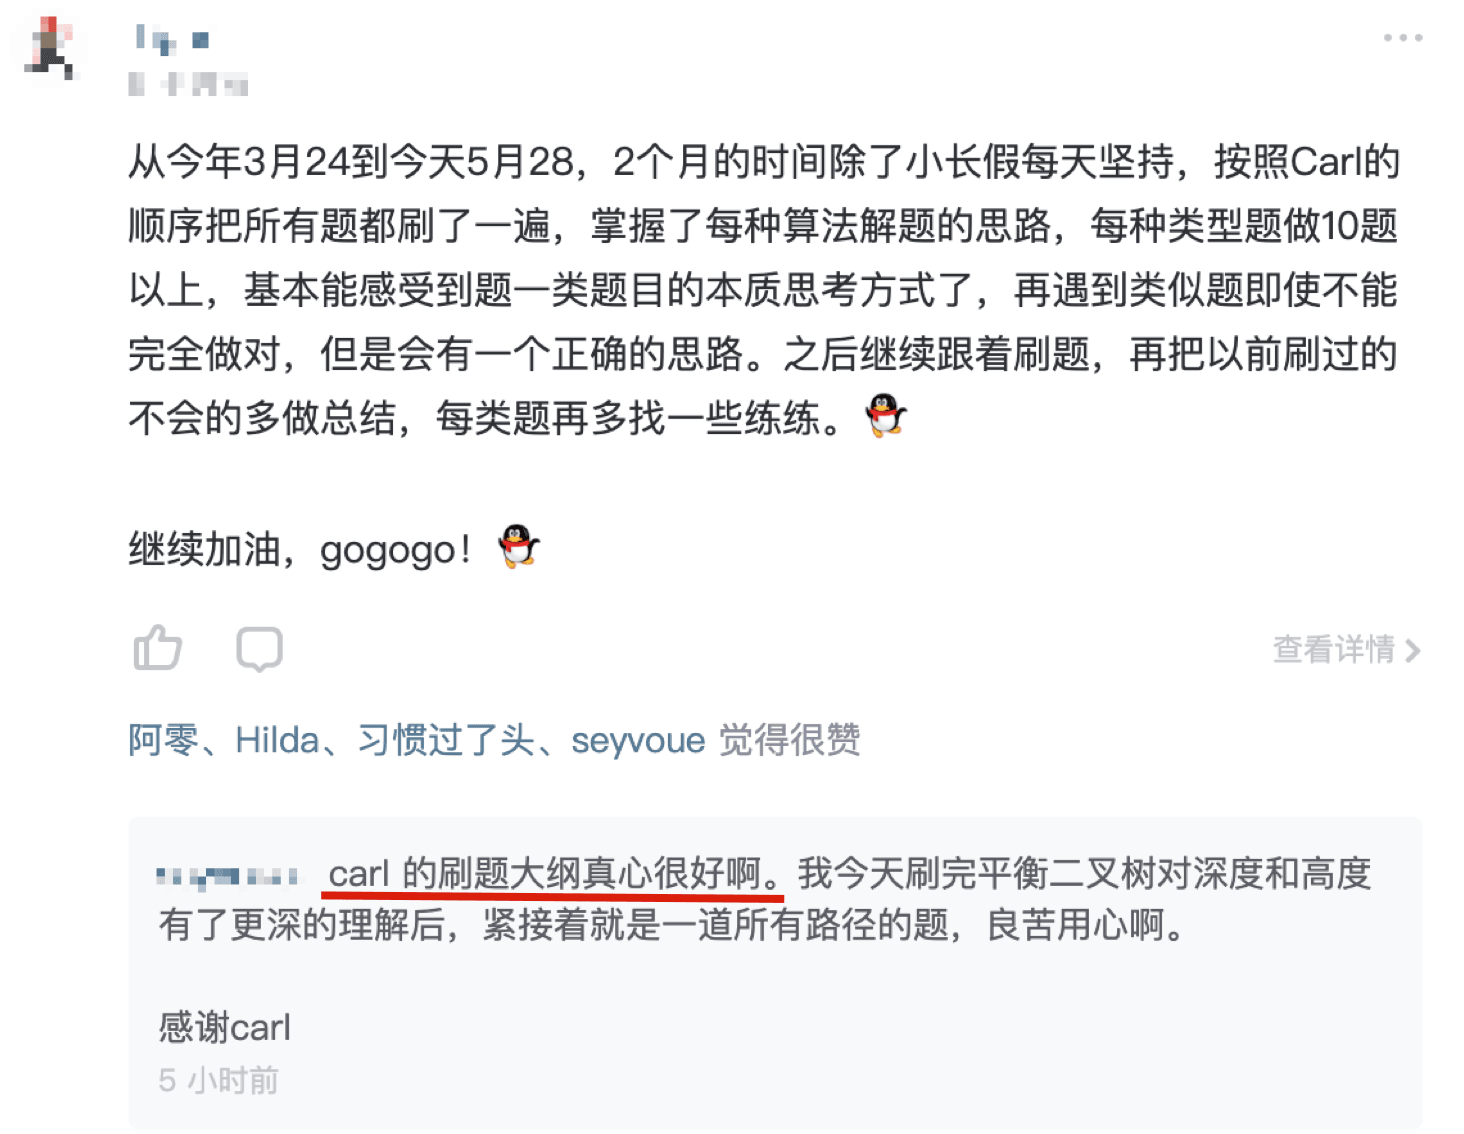 从今年3月24到今天5月28，2个月的时间除了小长假每天坚持，按照Carl的
顺序把所有题都刷了一遍，掌握了每种算法解题的思路，每种类型题做10题
以上，基本能感受到题一类题目的本质思考方式了，再遇到类似题即使不能
完全做对，但是会有一个正确的思路。之后继续跟着刷题，再把以前刷过的
不会的多做总结，每类题再多找一些练练。
继续加油，gogogo！
查看详情
阿零、Hilda、习惯过了头、seyvoue 觉得很赞
carl 的刷题大纲真心很好啊。我今天刷完平衡二叉树对深度和高度
有了更深的理解后，紧接着就是一道所有路径的题，良苦用心啊。
感谢carl
5 小时前